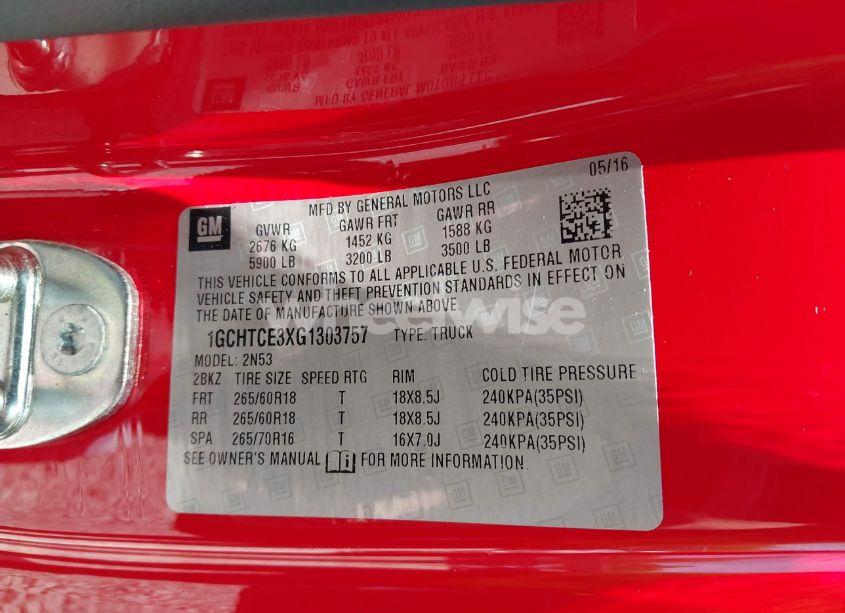 05/16
MFD BY GENERAL MOTORS LLC
GM
GVWR GAWR FRT GAWR RR
2676 KG 1452 KG 1588 KG
5900 LB 3200 LB 3500 LB
THIS VEHICLE CONFORMS TO ALL APPLICABLE U.S. FEDERAL MOTOR
VEHICLE SAFETY AND THEFT PREVENTION STANDARDS IN EFFECT ON
THE DATE OF MANUFACTURE SHOWN ABOVE.
1GCHTCE3XG1303757 TYPE: TRUCK
MODEL: 2N53
2BKZ TIRE SIZE SPEED RTG RIM COLD TIRE PRESSURE
FRT 265/60R18 T 18X8.5J 240KPA(35PSI)
RR 265/60R18 T 18X8.5J 240KPA(35PSI)
SPA 265/70R16 T 16X7.0J 240KPA(35PSI)
SEE OWNER'S MANUAL FOR MORE INFORMATION.